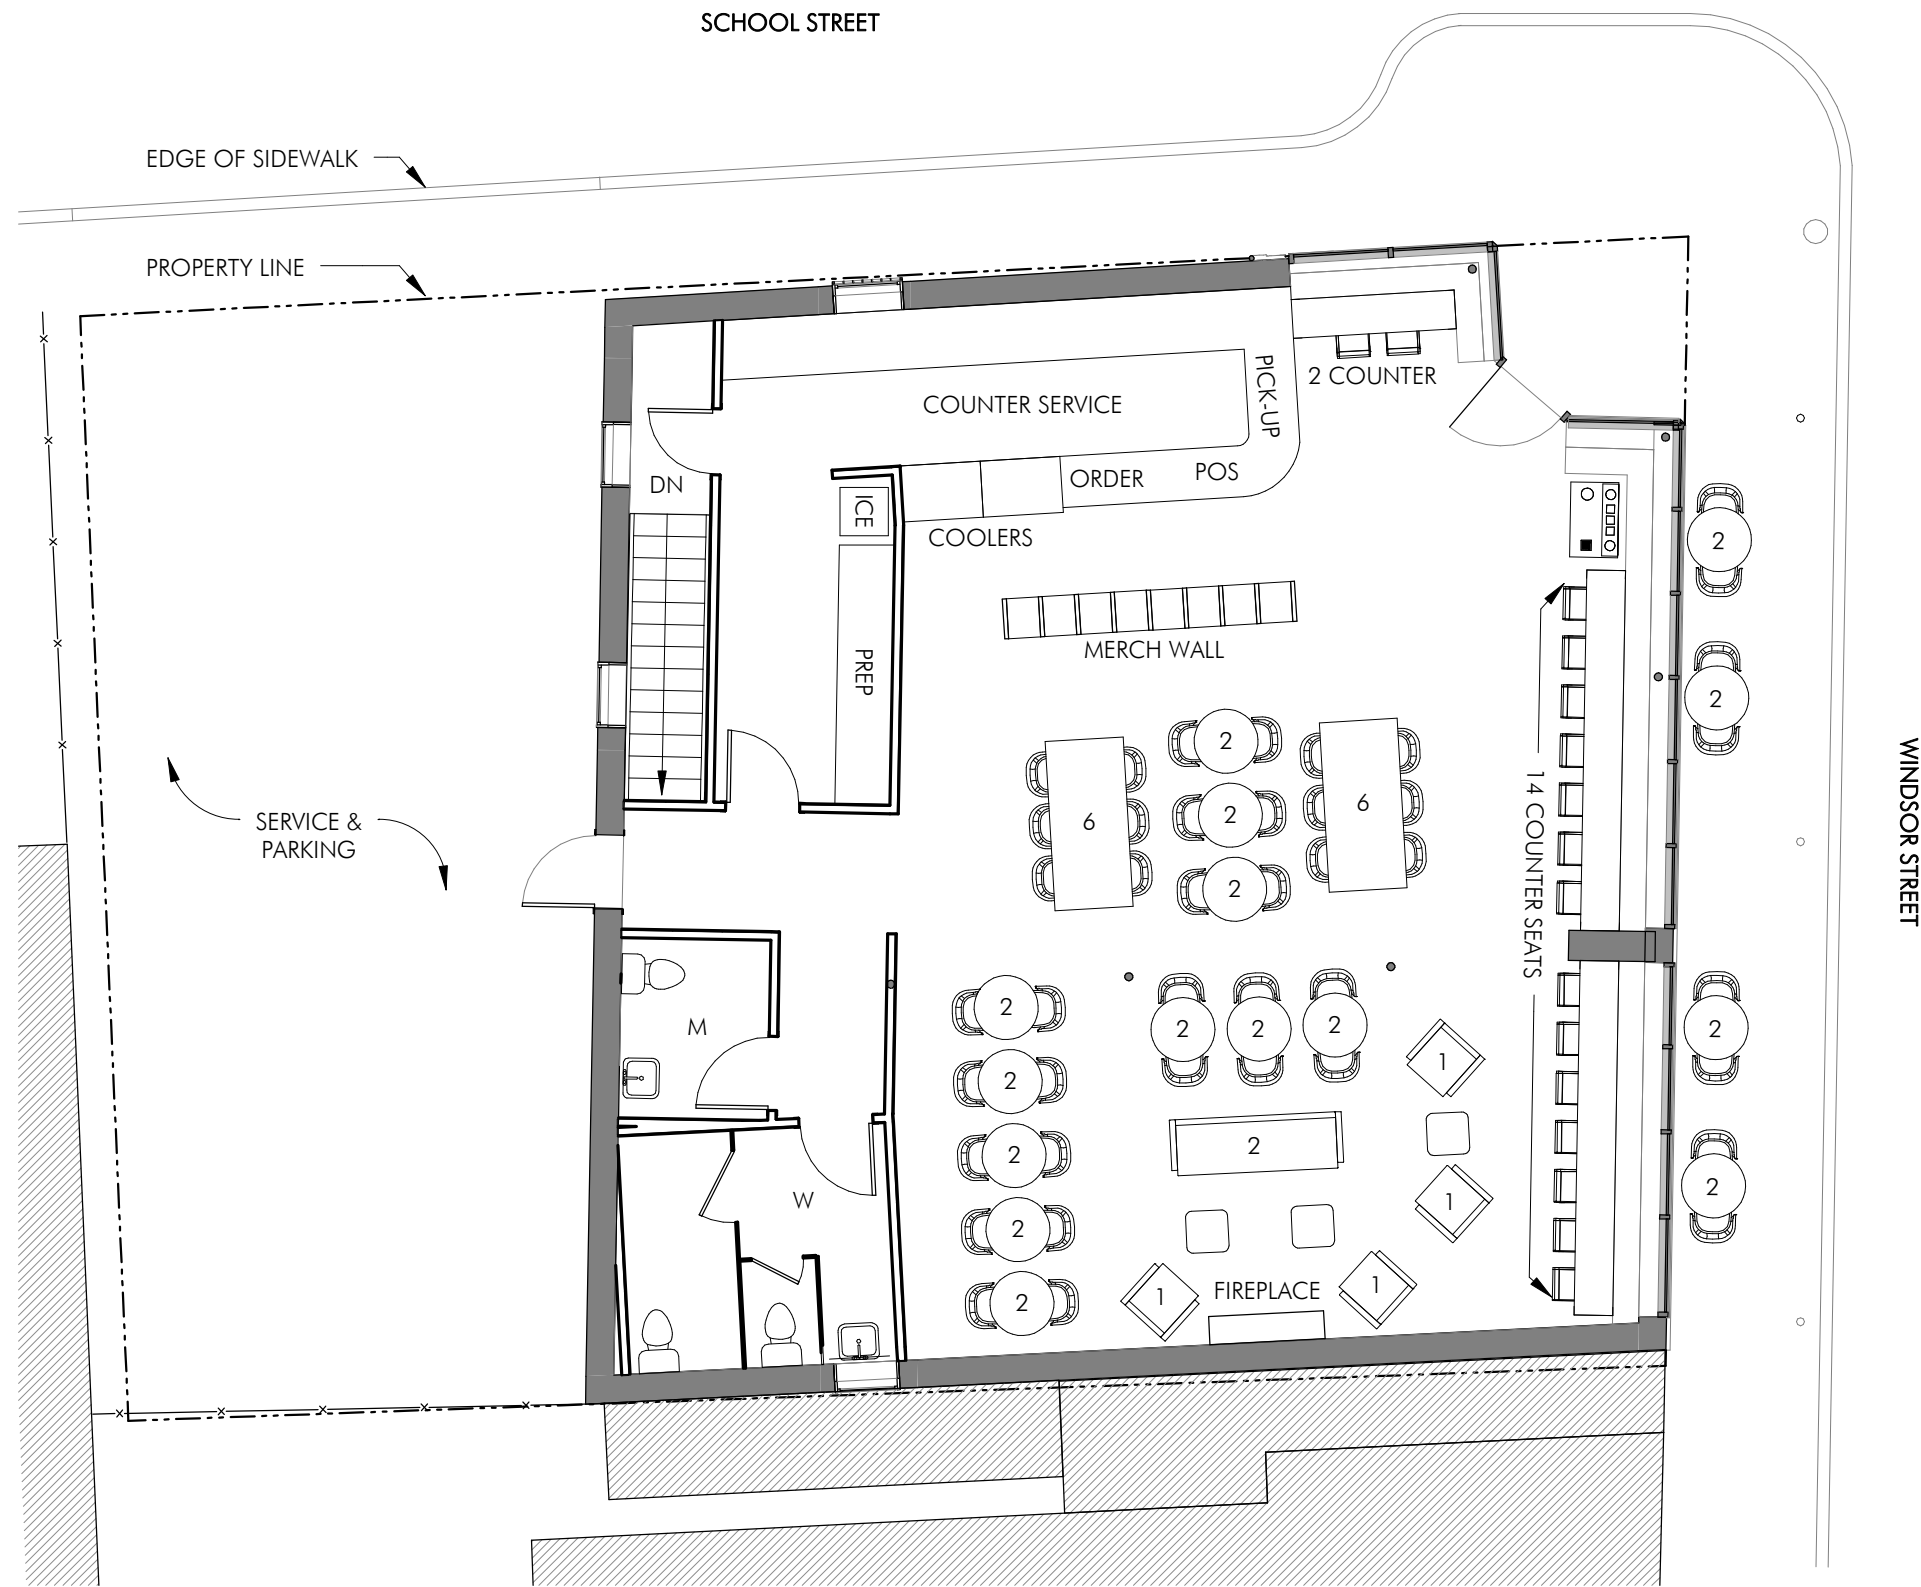 SCHOOL STREET
EDGE OF SIDEWALK
PROPERTY LINE
PICK-UP
2 COUNTER
COUNTER SERVICE
ORDER
POS
DN
ICE
COOLERS
2
MERCH WALL
PREP
2
2
6
6
2
2
14 COUNTER SEATS
WINDSOR STREET
SERVICE &
PARKING
2
M
2
2
2
2
2
1
2
2
2
W
1
2
2
2
1
1
FIREPLACE